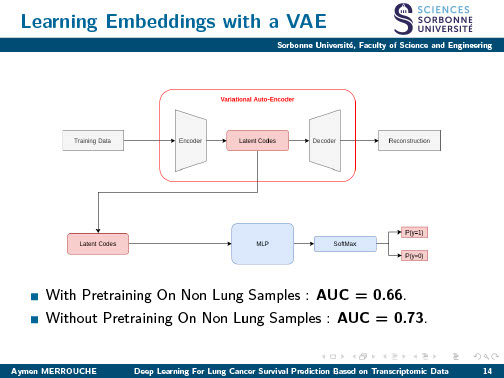 Learning Embeddings with a VAE
SCIENCES
SORBONNE
UNIVERSITÉ
Sorbonne Université, Faculty of Science and Engineering
Variational Auto-Encoder
Training Data
Encoder
Latent Codes
Decoder
Reconstruction
Latent Codes
MLP
SoftMax
P(y=1)
P(y=0)
With Pretraining On Non Lung Samples : AUC = 0.66.
Without Pretraining On Non Lung Samples : AUC = 0.73.
Aymen MERROUCHE
Deep Learning For Lung Cancer Survival Prediction Based on Transcriptomic Data
14